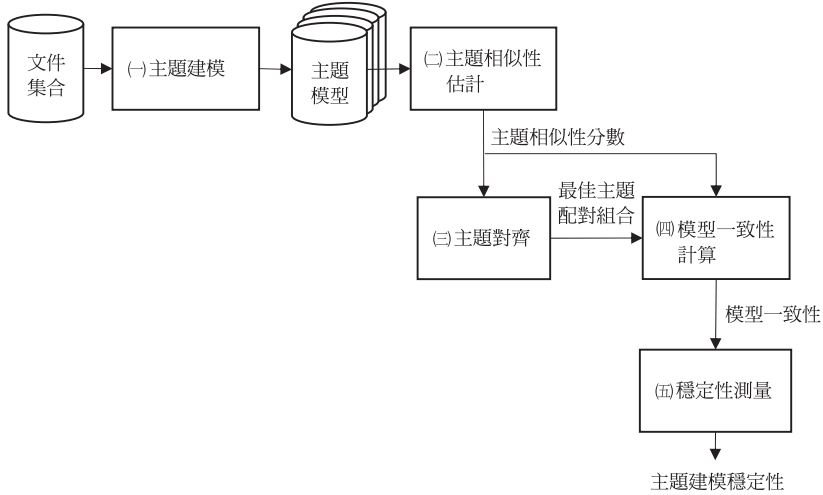 文件
集合
㈠主題建模
主題
模型
㈡主題相似性
估計
主題相似性分數
㈢主題對齊
最佳主題
配對組合
㈣模型一致性
計算
模型一致性
㈤穩定性測量
主題建模穩定性